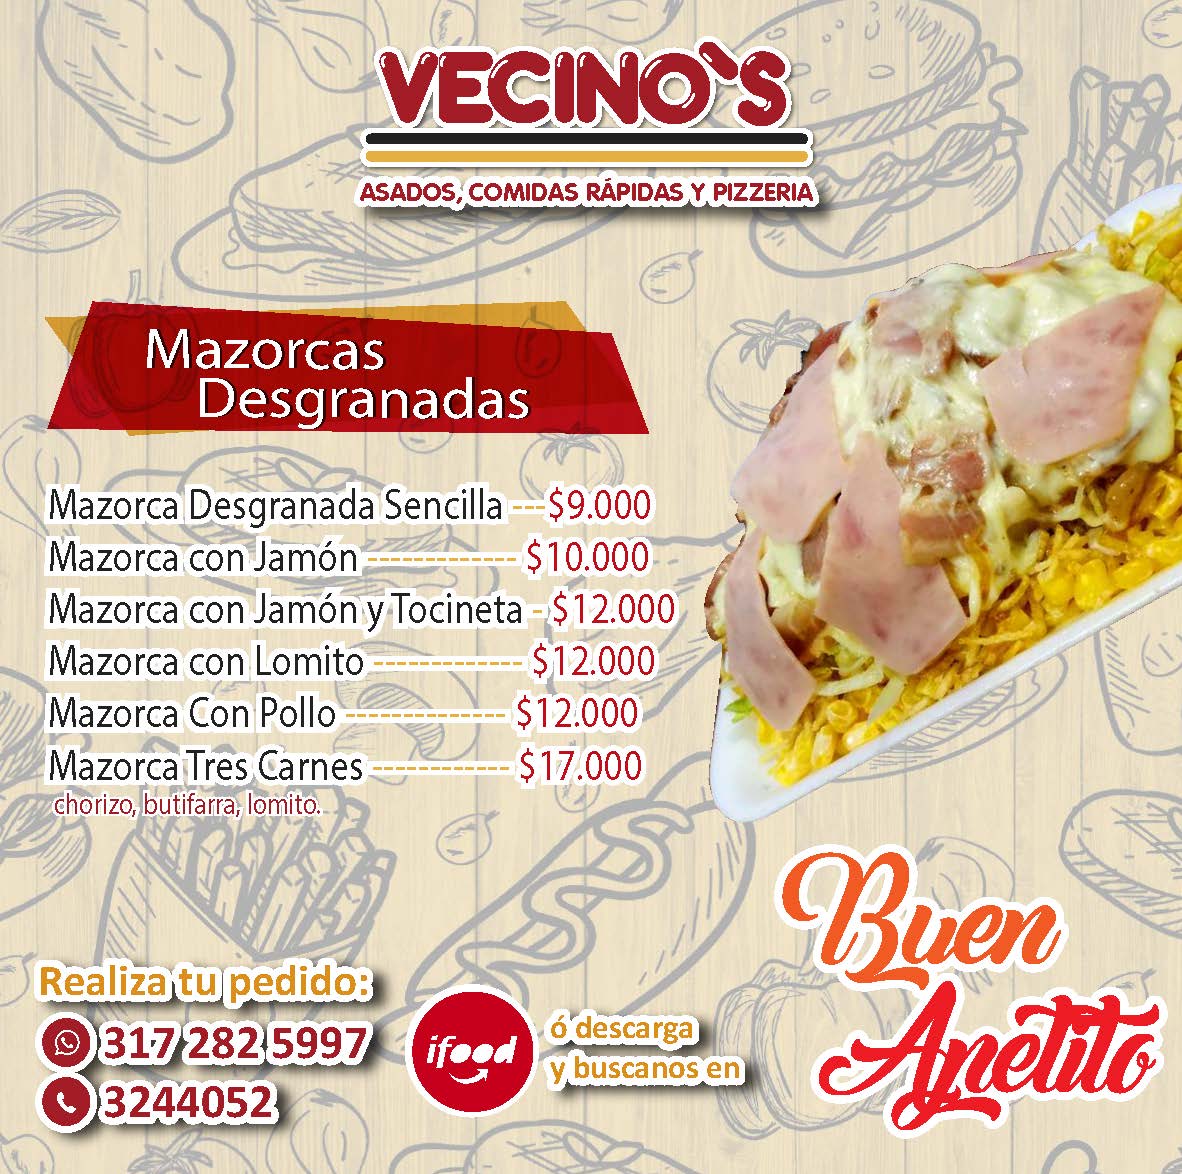 VECINO`S
ASADOS, COMIDAS RÁPIDAS Y PIZZERIA
Mazorcas
Desgranadas
Mazorca Desgranada Sencilla ---$9.000
Mazorca con Jamón ------------- $10.000
Mazorca con Jamón y Tocineta - $12.000
Mazorca con Lomito ------------- $12.000
Mazorca Con Pollo -------------- $12.000
Mazorca Tres Carnes ------------ $17.000
chorizo, butifarra, lomito.
Buen
Apetito
Realiza tu pedido:
317 282 5997
3244052
ifood
ó descarga
y buscanos en